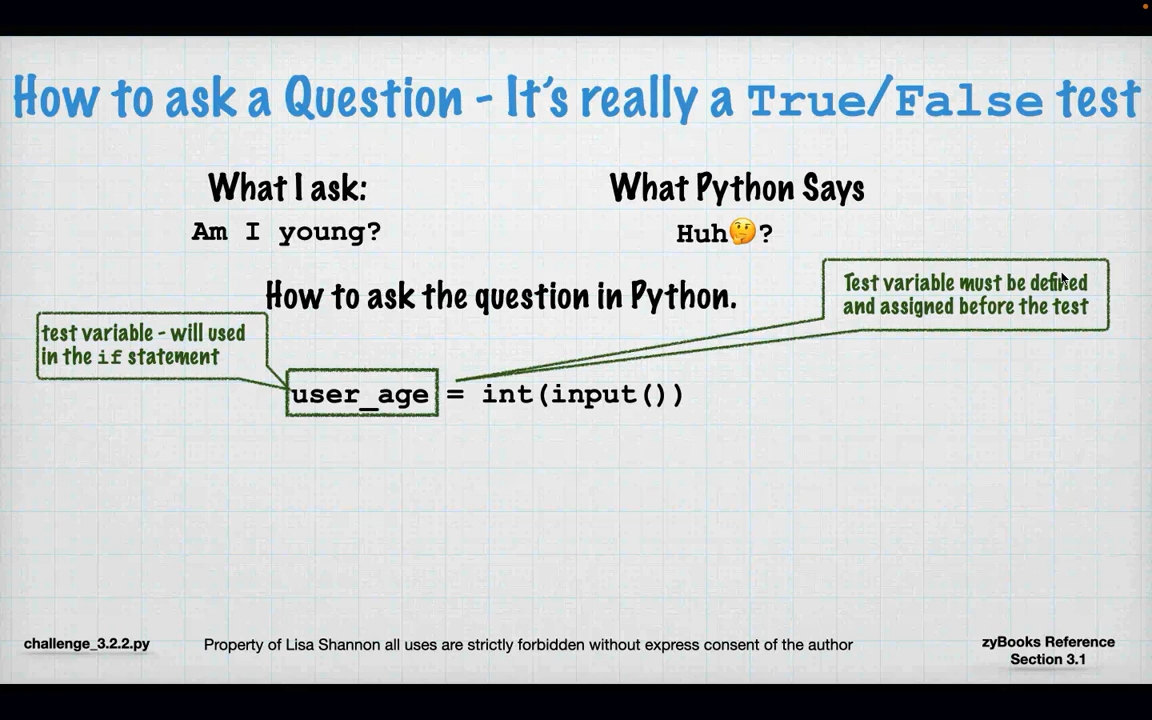 How to ask a Question - It's really a True/False test
What I ask:
Am I young?
What Python Says
Huh🤔?
How to ask the question in Python.
Test variable must be defined
and assigned before the test
test variable - will used
in the if statement
user_age = int(input())
challenge_3.2.2.py
Property of Lisa Shannon all uses are strictly forbidden without express consent of the author
zyBooks Reference
Section 3.1